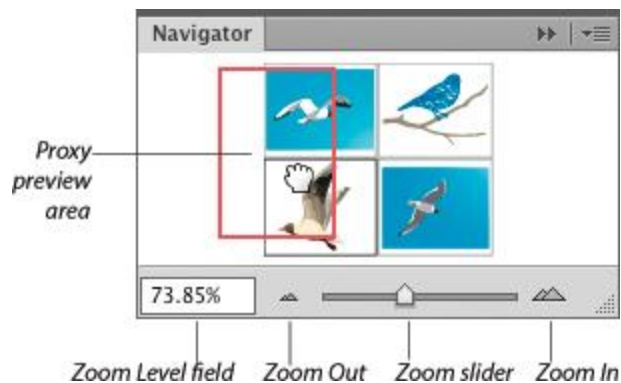 Navigator
Proxy
preview
area
73.85%
Zoom Level field Zoom Out Zoom slider Zoom In